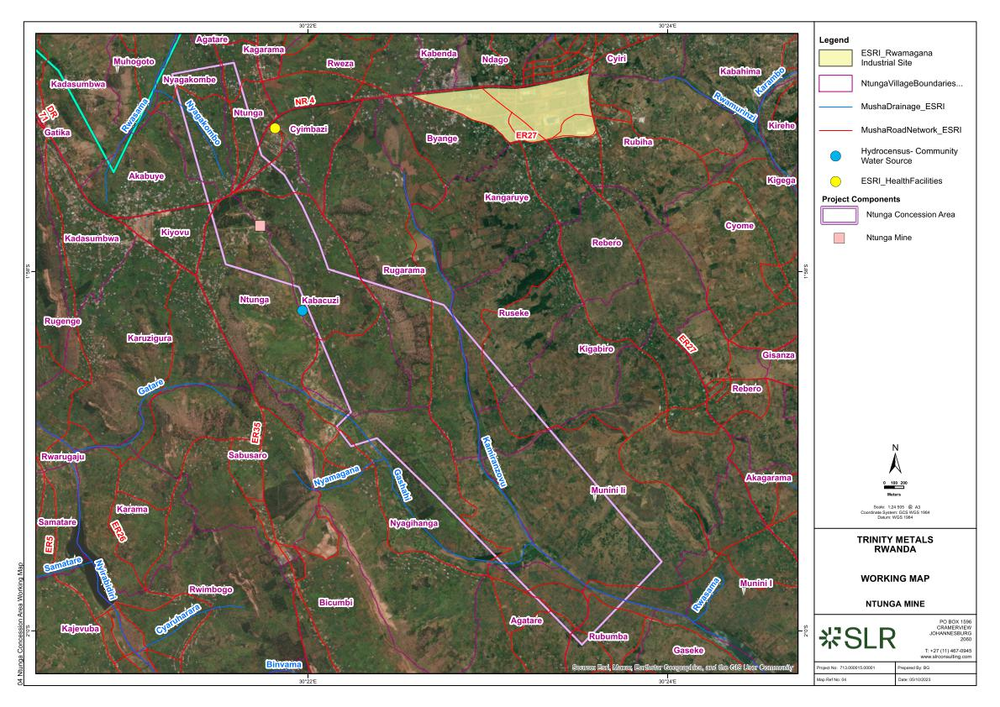 30°22'E
30°24'E
Agatare
Kagarama
Muhogoto
Rweza
Kabenda
Ndago
Cyiri
Kadasumbwa
Nyagakombe
Kabahima
Karambo
DR
71
Rwasama
Nyagakombo
Ntunga
NR 4
Rwamurinzi
Gatika
Cyimbazi
Byange
ER27
Rubiha
Kirehe
Akabuye
Kigega
Kangaruye
Kadasumbwa
Kiyovu
Cyome
Rebero
1°58'S
1°58'S
Rugarama
Ntunga
Kabacuzi
Rugenge
Ruseke
Karuzigura
Kigabiro
ER27
Gisanza
Gatare
Rebero
ER35
Rwarugaju
Sabusaro
Kamiranzovu
Nyamagana
Gashahi
Akagarama
Munini Ii
Karama
Samatare
ER26
Nyagihanga
ER5
Samatare
Nyirabidiri
Rwimbogo
Rwasama
Munini I
Bicumbi
Cyaruharara
Kajevuba
Agatare
Rubumba
2°0'S
2°0'S
Gaseke
Binvama
Source: Esri, Maxar, Earthstar Geographics, and the GIS User Community
30°22'E
30°24'E
04 Ntunga Concession Area Working Map
Legend
ESRI_Rwamagana
Industrial Site
NtungaVillageBoundaries...
MushaDrainage_ESRI
MushaRoadNetwork_ESRI
Hydrocensus- Community
Water Source
ESRI_HealthFacilities
Project Components
Ntunga Concession Area
Ntunga Mine
N
0 100 200
Meters
Scale: 1:24 505 @ A3
Coordinate System: GCS WGS 1984
Datum: WGS 1984
TRINITY METALS
RWANDA
WORKING MAP
NTUNGA MINE
SLR
PO BOX 1596
CRAMERVIEW
JOHANNESBURG
2060
T: +27 (11) 467-0945
www.slrconsulting.com
Project No: 713.000015.00001
Prepared By: BG
Map Ref No: 04
Date: 05/10/2023